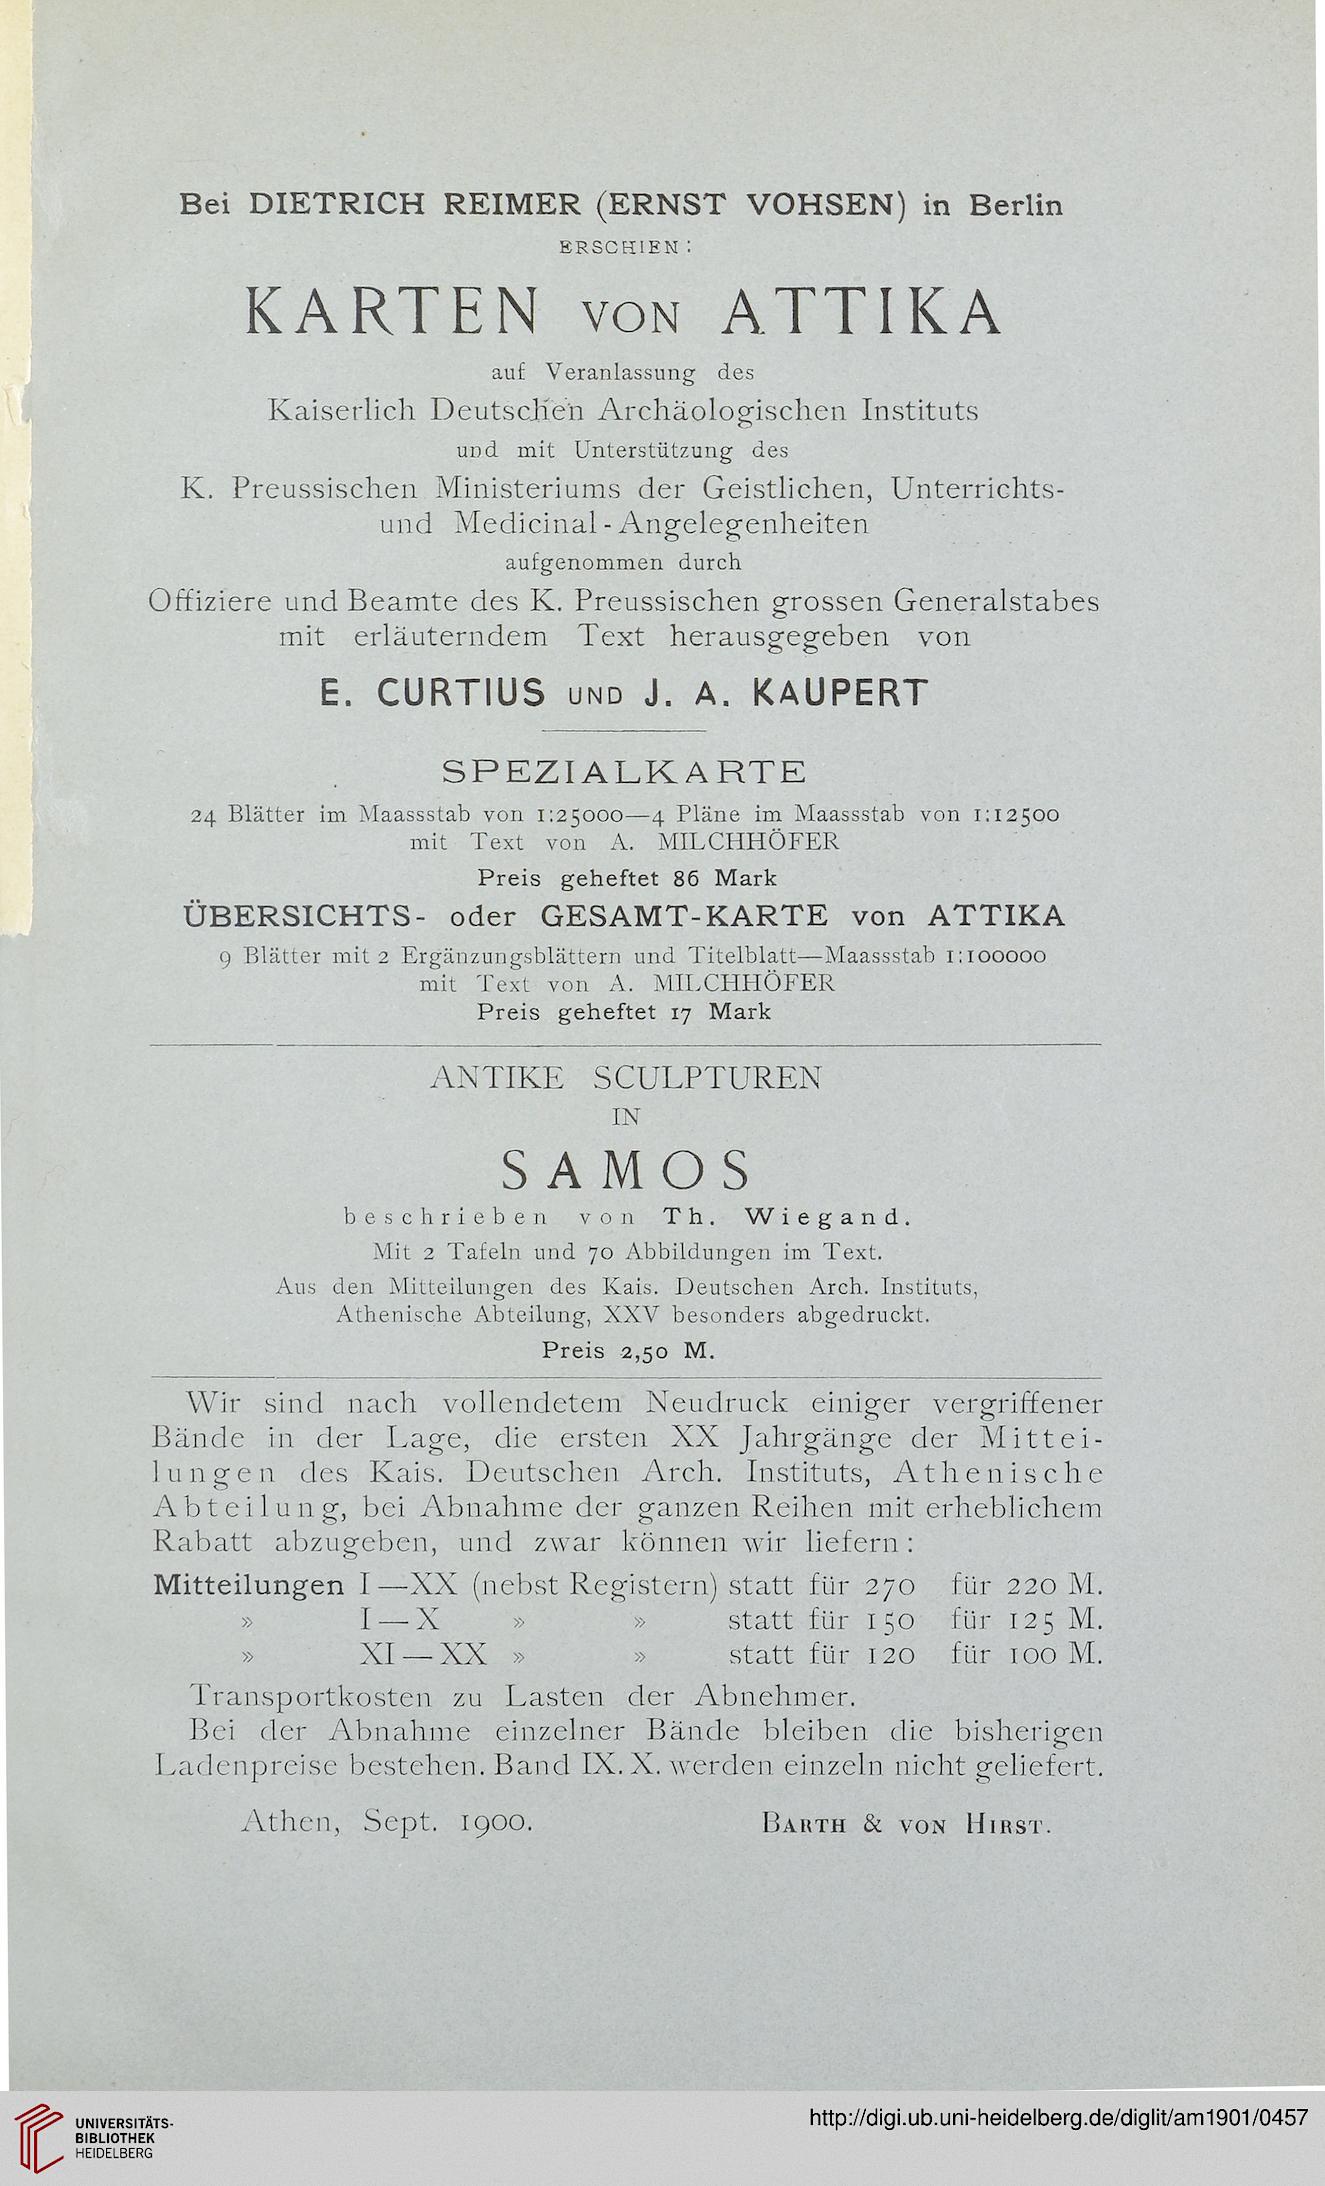 Bei DIETRICH REIMER (ERNST VOHSEN) in Berlin
ERSCHIEN:
KARTEN VON ATTIKA
auf Veranlassung des
Kaiserlich Deutschen Archäologischen Instituts
und mit Unterstützung des
K. Preussischen Ministeriums der Geistlichen, Unterrichts-
und Medicinal-Angelegenheiten
aufgenommen durch
Offiziere und Beamte des K. Preussischen grossen Generalstabes
mit erläuterndem Text herausgegeben von
E. CURTIUS UND J. A. KAUPERT
SPEZIALKARTE
24 Blätter im Maassstab von 1:25000—4 Pläne im Maassstab von 1:12500
mit Text von A. MILCHHÖFER
Preis geheftet 86 Mark
ÜBERSICHTS- oder GESAMT-KARTE von ATTIKA
9 Blätter mit 2 Ergänzungsblättern und Titelblatt—Maassstab 1:100000
mit Text von A. MILCHHÖFER
Preis geheftet 17 Mark
ANTIKE SCULPTUREN
IN
SAMOS
beschrieben von Th. Wiegand.
Mit 2 Tafeln und 70 Abbildungen im Text.
Aus den Mitteilungen des Kais. Deutschen Arch. Instituts,
Athenische Abteilung, XXV besonders abgedruckt.
Preis 2,50 M.
Wir sind nach vollendetem Neudruck einiger vergriffener
Bände in der Lage, die ersten XX Jahrgänge der Mittei-
lungen des Kais. Deutschen Arch. Instituts, Athenische
Abteilung, bei Abnahme der ganzen Reihen mit erheblichem
Rabatt abzugeben, und zwar können wir liefern:
Mitteilungen I—XX (nebst Registern) statt für 270 für 220 M.
» I—X » » statt für 150 für 125 M.
» XI—XX » » statt für 120 für 100 M.
Transportkosten zu Lasten der Abnehmer.
Bei der Abnahme einzelner Bände bleiben die bisherigen
Ladenpreise bestehen. Band IX. X. werden einzeln nicht geliefert.
Athen, Sept. 1900. BARTH & VON HIRST.
UNIVERSITÄTS-
BIBLIOTHEK
HEIDELBERG
http://digi.ub.uni-heidelberg.de/diglit/am1901/0457